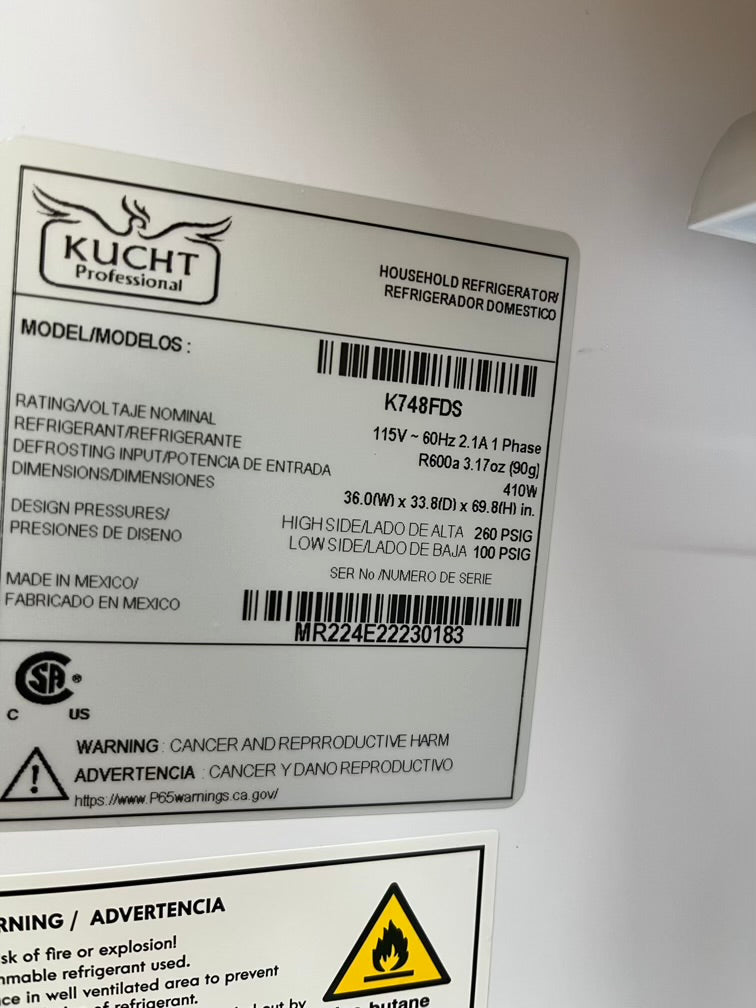 KUCHT
Professional
HOUSEHOLD REFRIGERATOR/
REFRIGERADOR DOMESTICO
MODEL/MODELOS :
K748FDS
RATING/VOLTAJE NOMINAL 115V ~ 60Hz 2.1A 1 Phase
REFRIGERANT/REFRIGERANTE R600a 3.17oz (90g)
DEFROSTING INPUT/POTENCIA DE ENTRADA 410W
DIMENSIONS/DIMENSIONES 36.0(W) x 33.8(D) x 69.8(H) in.
DESIGN PRESSURES/ HIGH SIDE/LADO DE ALTA 260 PSIG
PRESIONES DE DISENO LOW SIDE/LADO DE BAJA 100 PSIG
SER No /NUMERO DE SERIE
MADE IN MEXICO/
FABRICADO EN MEXICO
MR224E22230183
SA ®
C US
WARNING : CANCER AND REPRRODUCTIVE HARM
ADVERTENCIA : CANCER Y DANO REPRODUCTIVO
https://www.P65warnings.ca.gov/
RNING / ADVERTENCIA
sk of fire or explosion!
mmable refrigerant used.
ce in well ventilated area to prevent
of refrigerant.
out by
butane